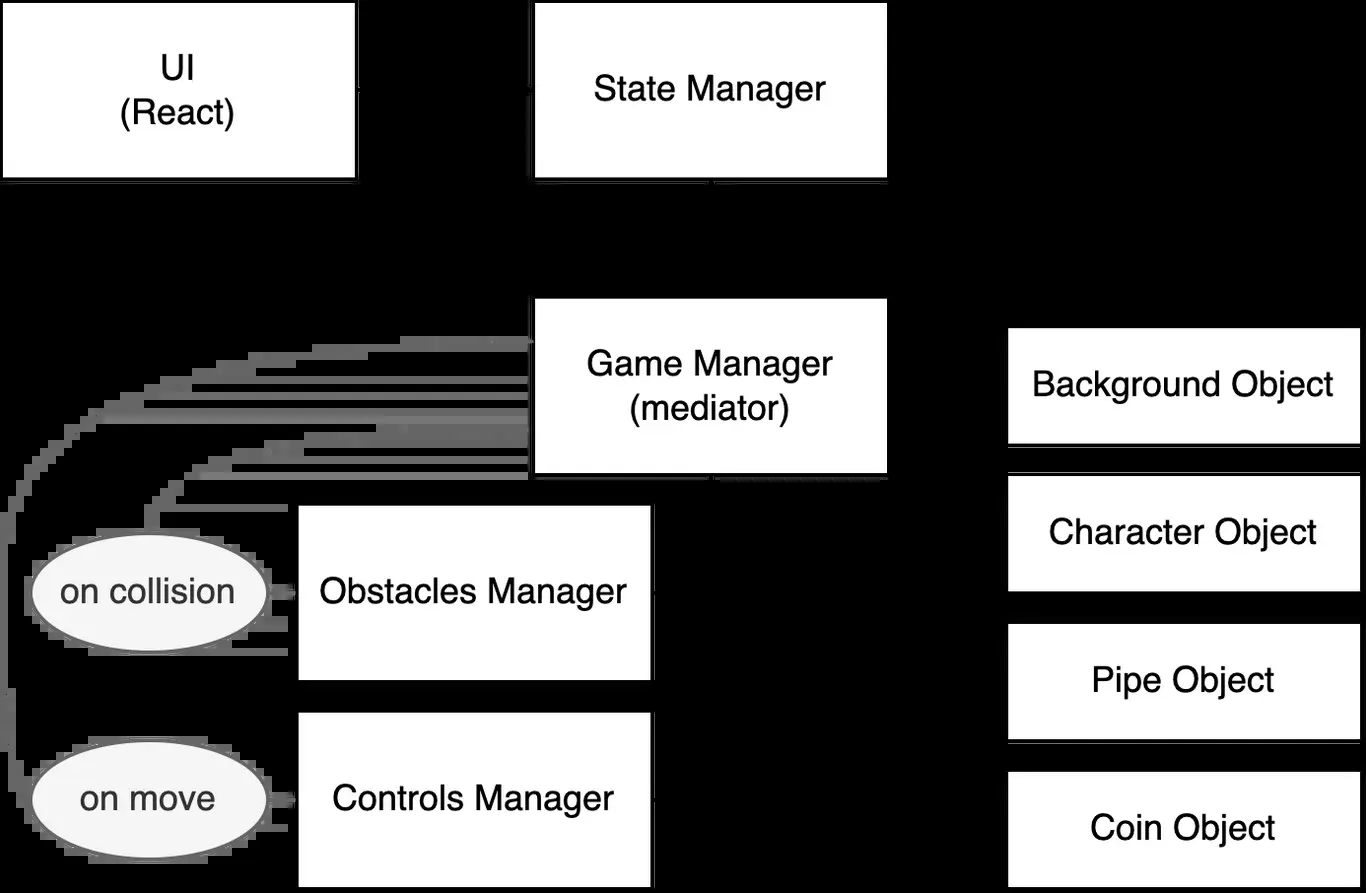 UI
(React)
State Manager
Game Manager
(mediator)
Background Object
Character Object
on collision
Obstacles Manager
Pipe Object
on move
Controls Manager
Coin Object